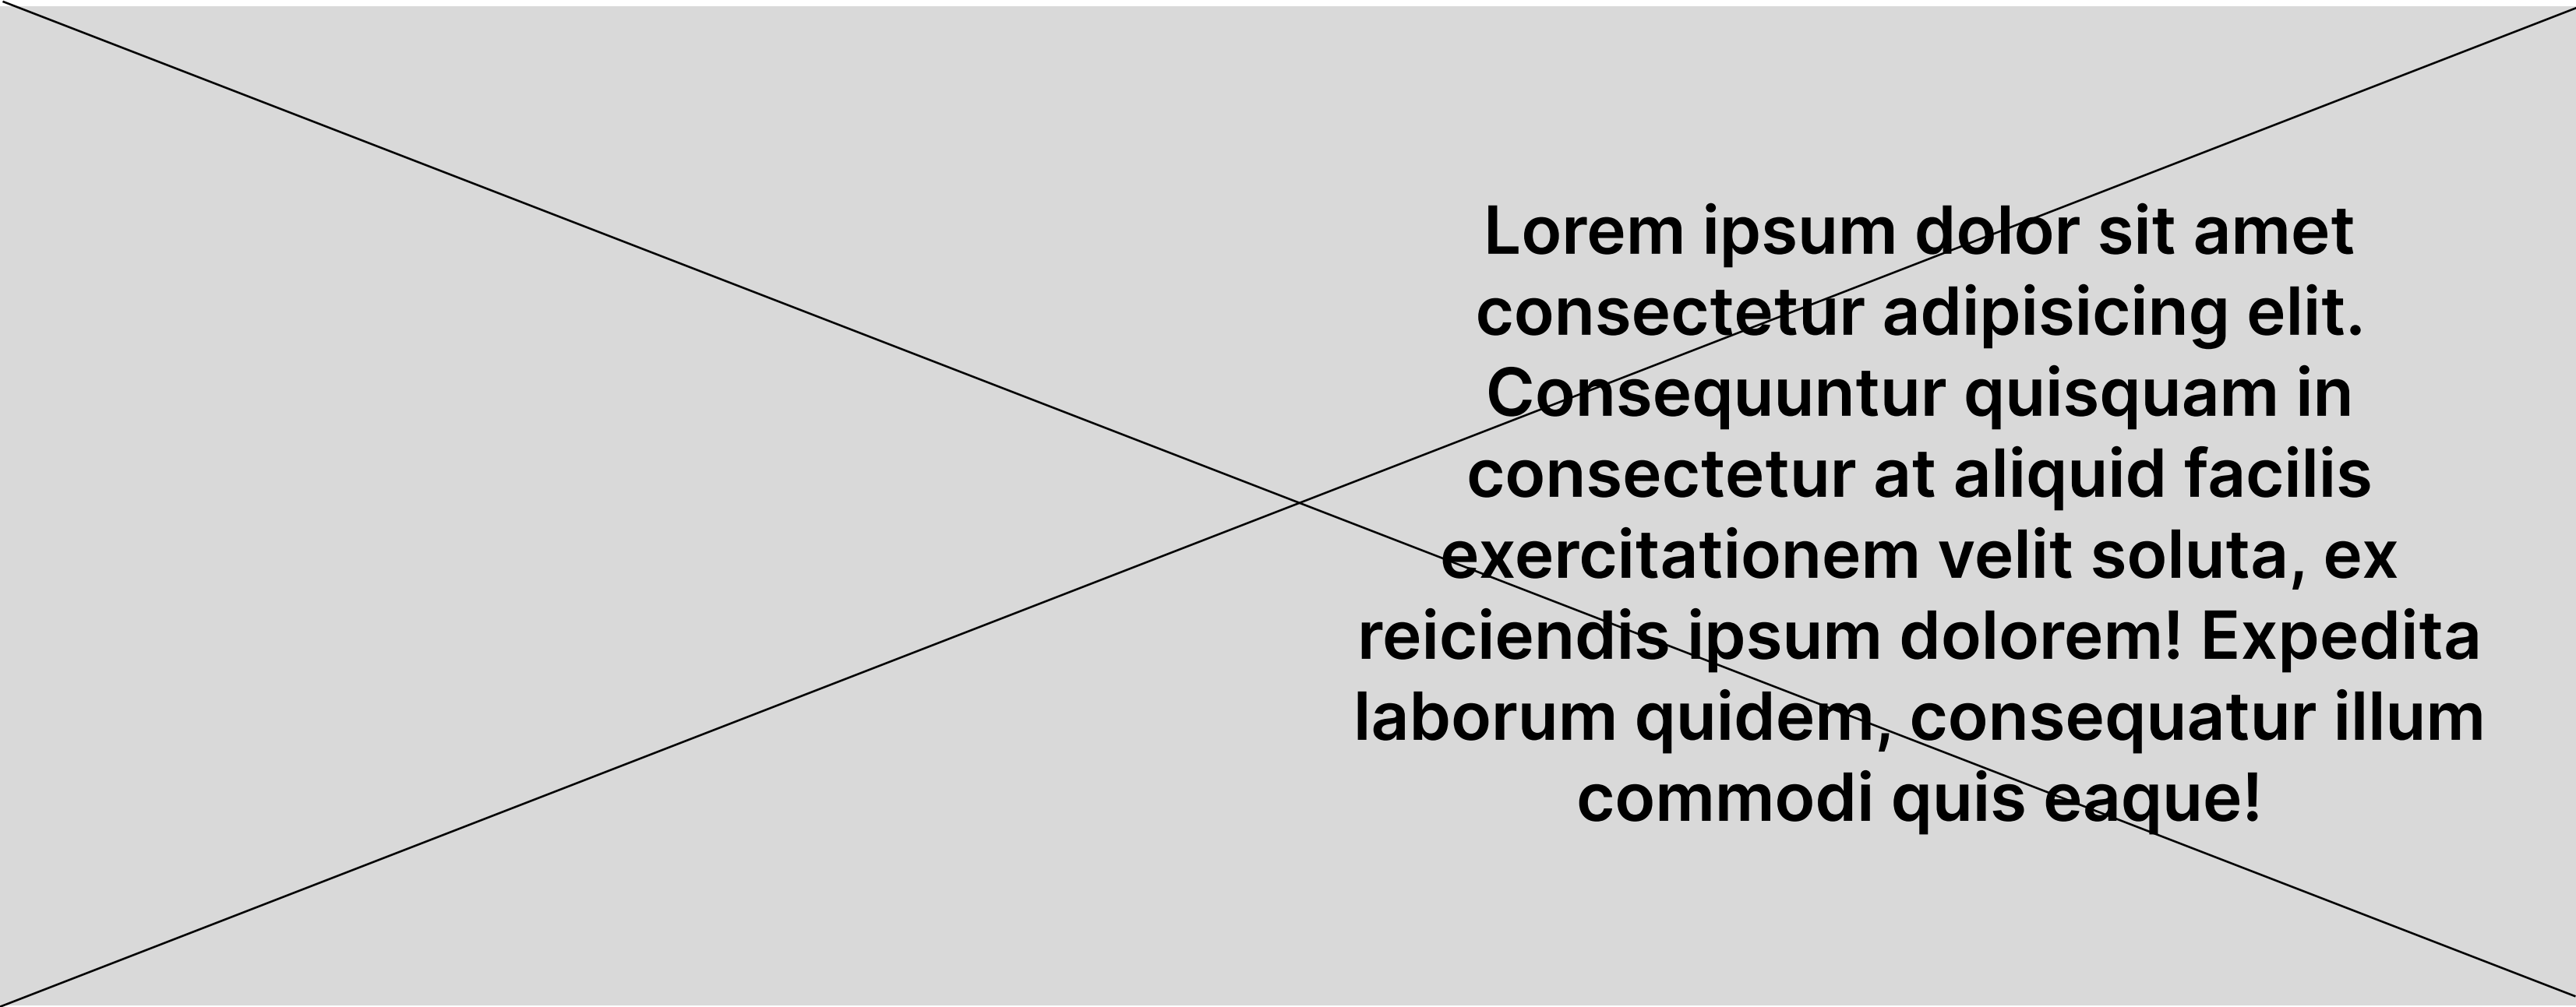 Lorem ipsum dolor sit amet
consectetur adipisicing elit.
Consequuntur quisquam in
consectetur at aliquid facilis
exercitationem velit soluta, ex
reiciendis ipsum dolorem! Expedita
laborum quidem, consequatur illum
commodi quis eaque!